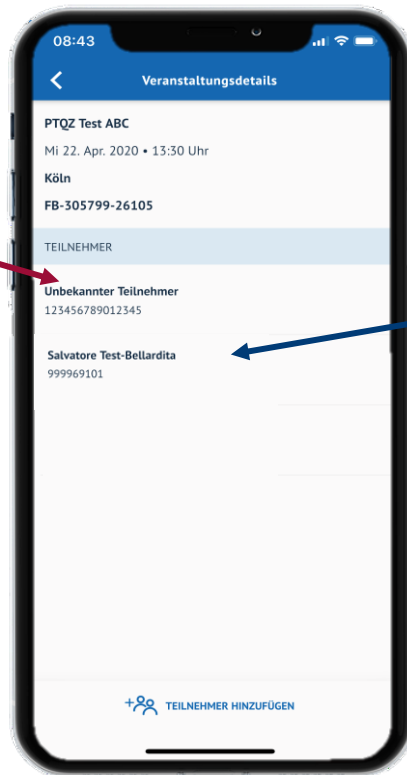 08:43
Veranstaltungsdetails
PTQZ Test ABC
Mi 22. Apr. 2020 • 13:30 Uhr
Köln
FB-305799-26105
TEILNEHMER
Unbekannter Teilnehmer
123456789012345
Salvatore Test-Bellardita
999969101
TEILNEHMER HINZUFÜGEN